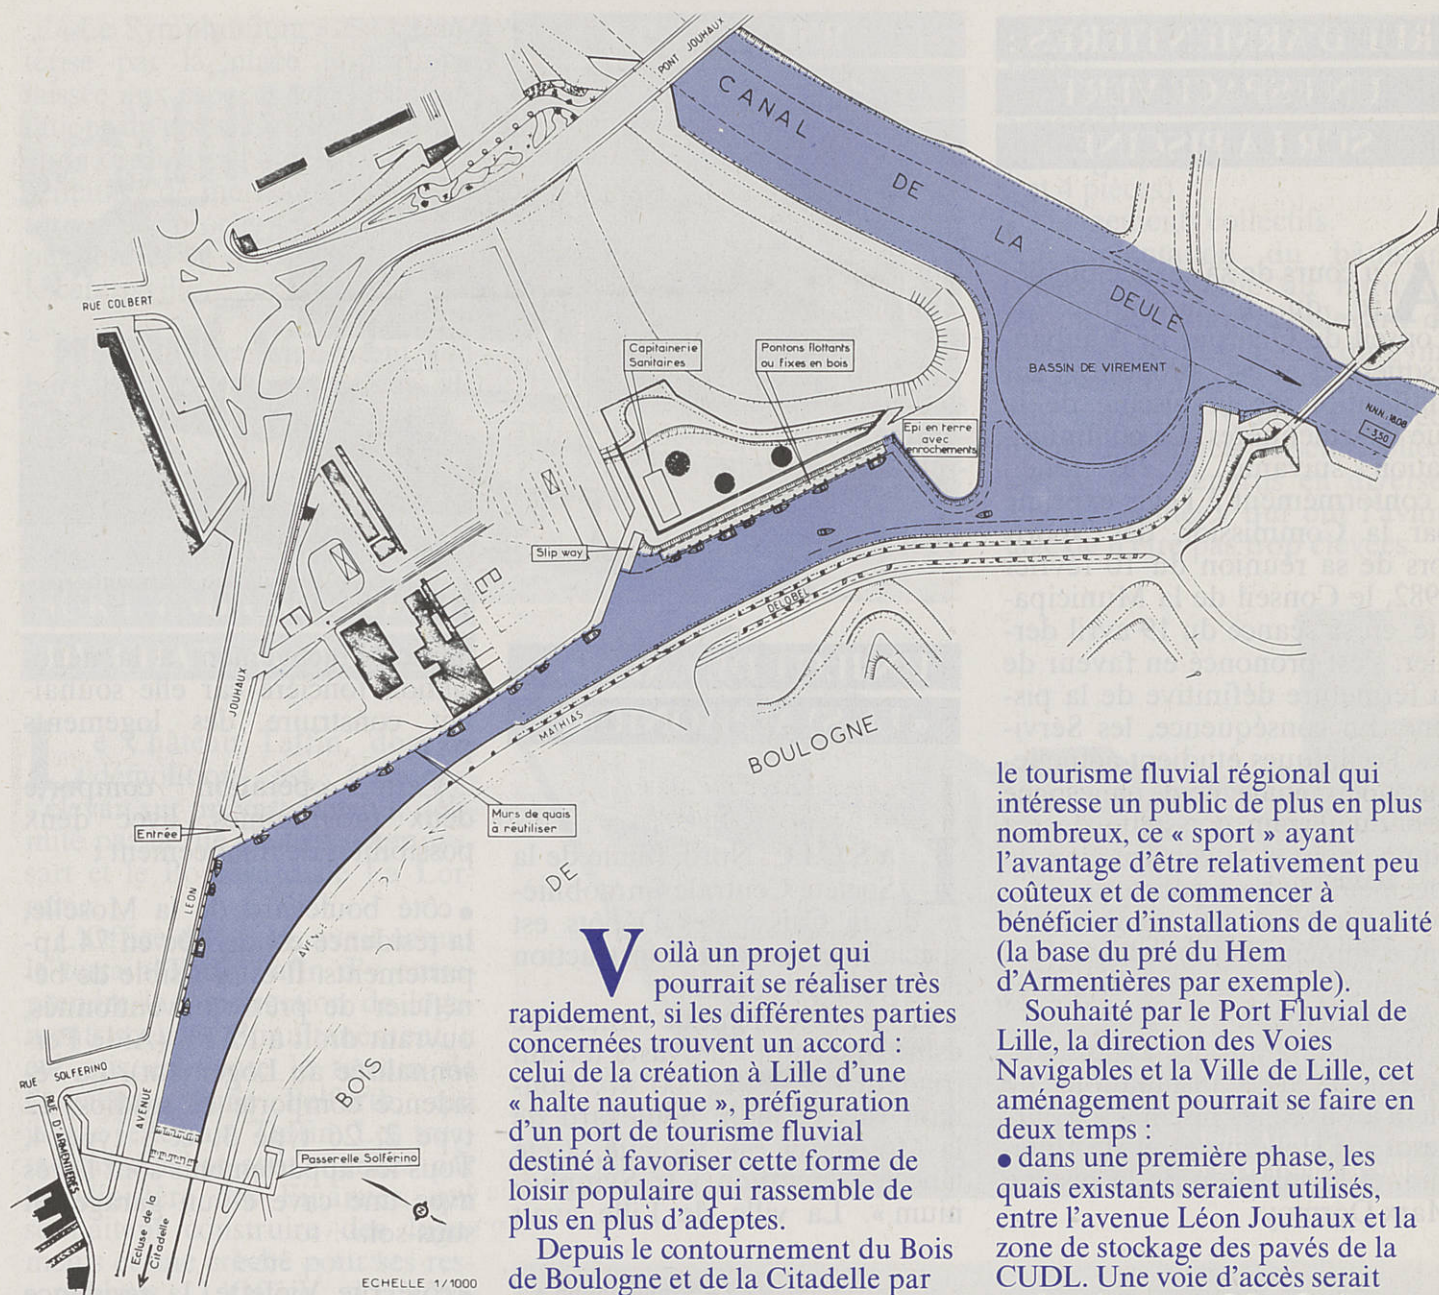 PONT JOUHAUX
CANAL DE LA DEULE
RUE COLBERT
Capitainerie
Sanitaires
Pontons flottants
ou fixes en bois
BASSIN DE VIREMENT
Epi en terre
avec
enrochements
N.N.N.: 18.08
- 3.50
Slip way
DELOBEL
MATHIAS
JOUHAUX
BOULOGNE
Murs de quais
à reutiliser
Entrée
LEON
DE
AVENUE
BOIS
RUE SOLFERINO
RUE D'ARMENTIERES
AVENUE
Passerelle Solférino
Ecluse de la
Citadelle
ECHELLE 1/1000
Voilà un projet qui
pourrait se réaliser très
rapidement, si les différentes parties
concernées trouvent un accord :
celui de la création à Lille d'une
« halte nautique », préfiguration
d'un port de tourisme fluvial
destiné à favoriser cette forme de
loisir populaire qui rassemble de
plus en plus d'adeptes.
Depuis le contournement du Bois
de Boulogne et de la Citadelle par
le tourisme fluvial régional qui
intéresse un public de plus en plus
nombreux, ce « sport » ayant
l'avantage d'être relativement peu
coûteux et de commencer à
bénéficier d'installations de qualité
(la base du pré du Hem
d'Armentières par exemple).
Souhaité par le Port Fluvial de
Lille, la direction des Voies
Navigables et la Ville de Lille, cet
aménagement pourrait se faire en
deux temps :
● dans une première phase, les
quais existants seraient utilisés,
entre l'avenue Léon Jouhaux et la
zone de stockage des pavés de la
CUDL. Une voie d'accès serait